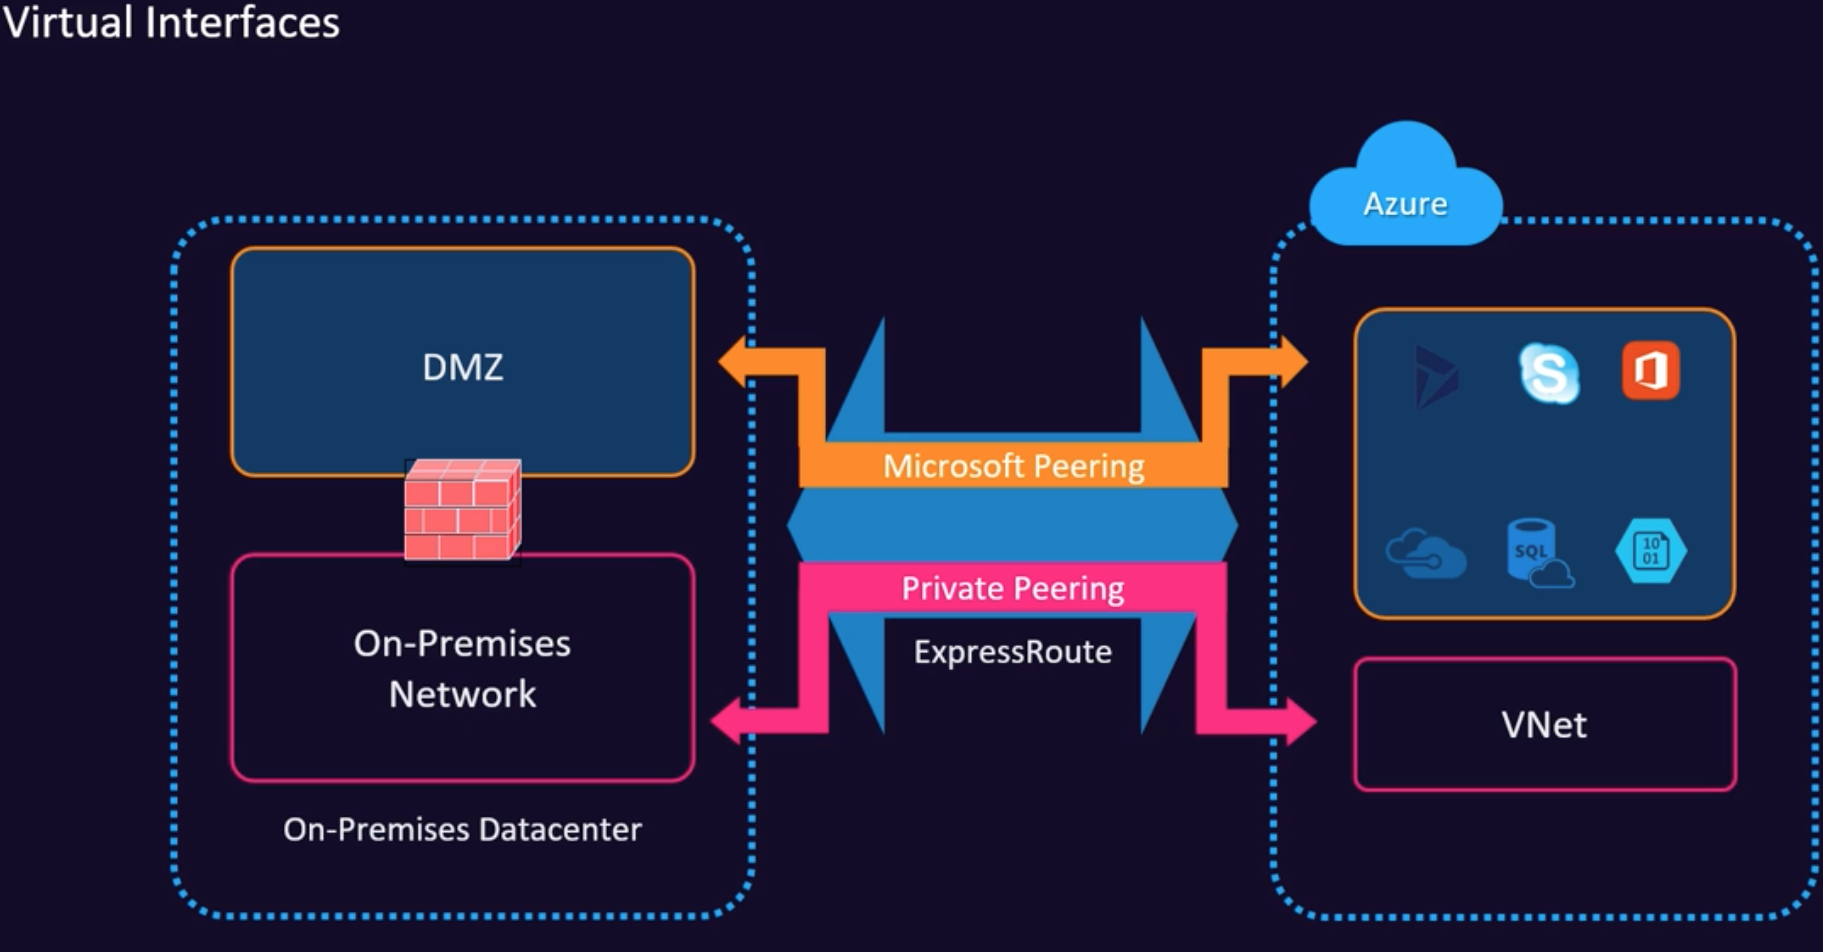 Virtual Interfaces
Azure
DMZ
S
Microsoft Peering
SQL
10
01
Private Peering
On-Premises
Network
ExpressRoute
VNet
On-Premises Datacenter